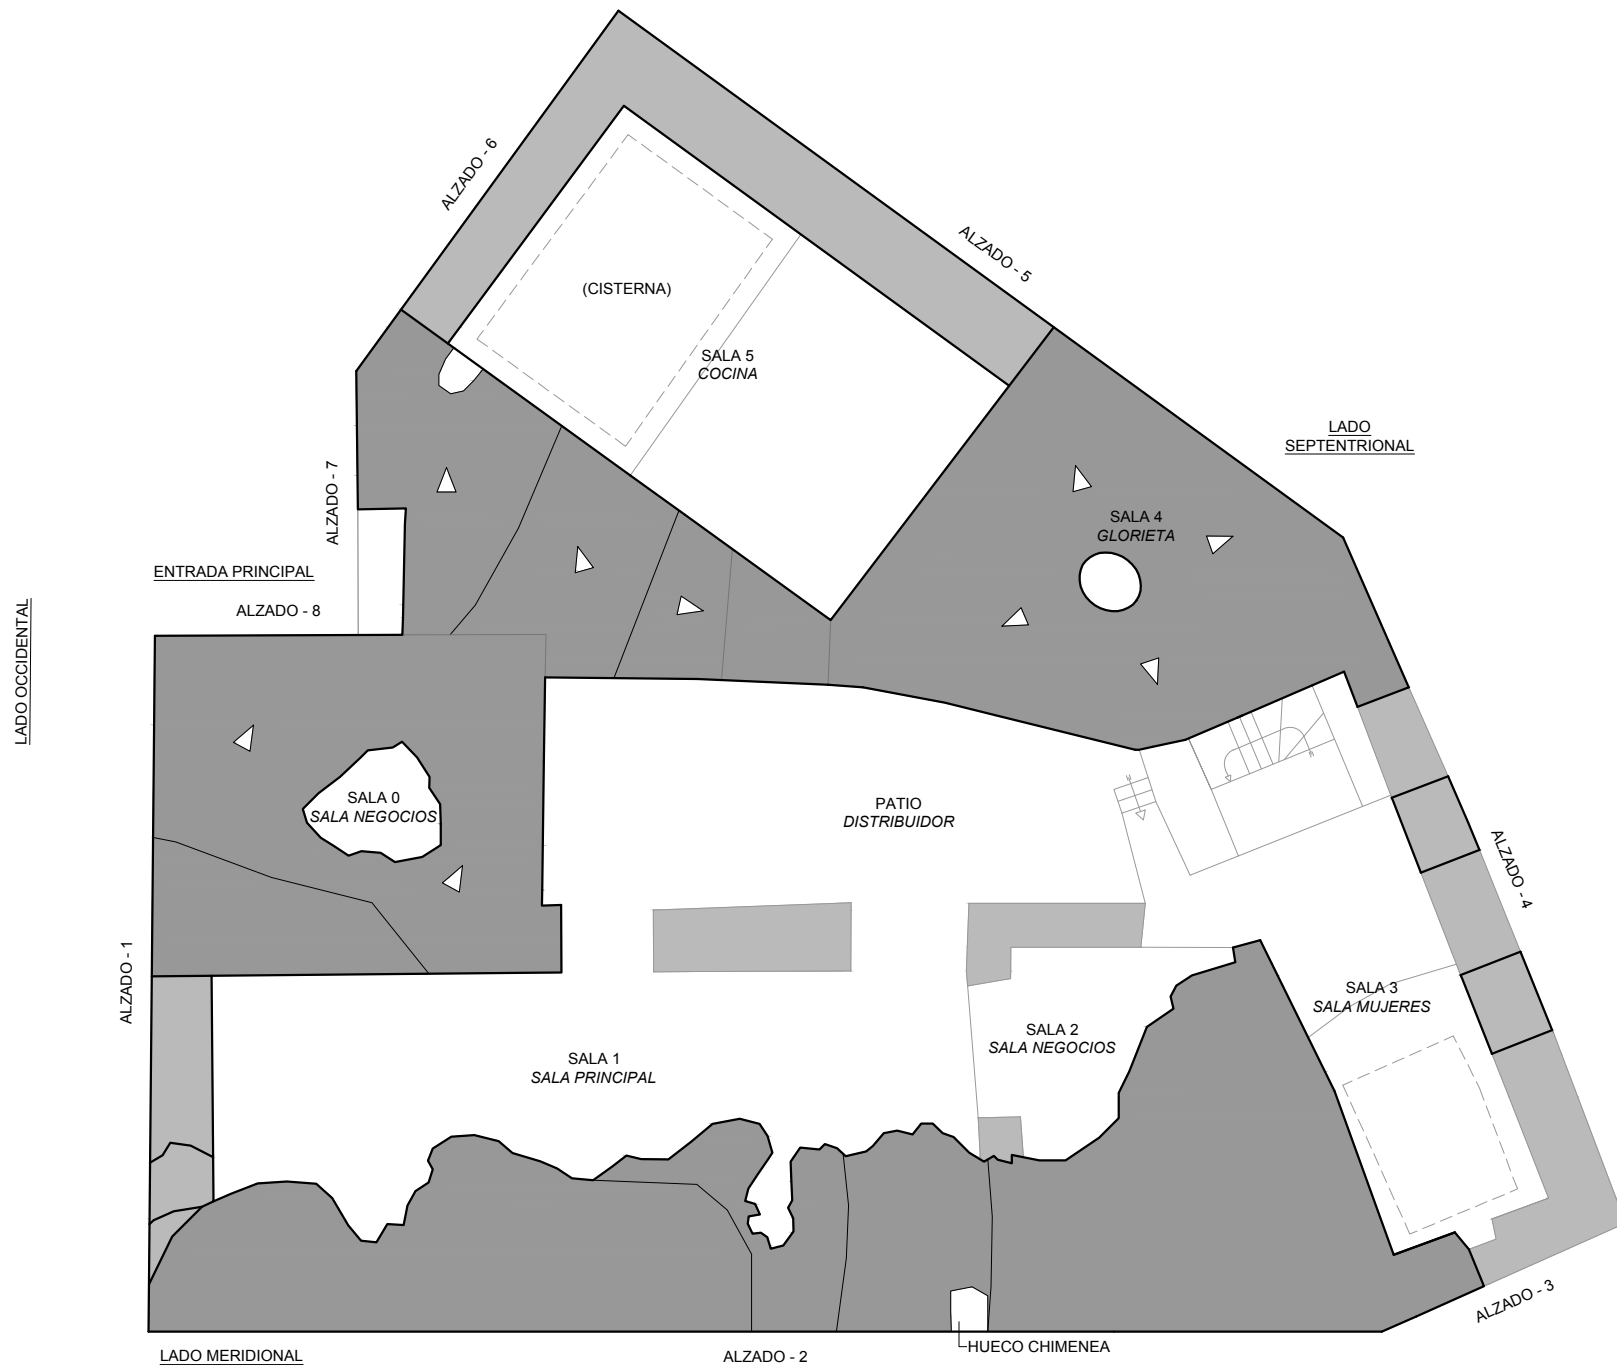 ALZADO - 6
ALZADO - 5
(CISTERNA)
SALA 5
COCINA
LADO
SEPTENTRIONAL
ALZADO - 7
SALA 4
GLORIETA
ENTRADA PRINCIPAL
ALZADO - 8
LADO OCCIDENTAL
SALA 0
SALA NEGOCIOS
PATIO
DISTRIBUIDOR
ALZADO - 4
ALZADO - 1
SALA 3
SALA MUJERES
SALA 2
SALA NEGOCIOS
SALA 1
SALA PRINCIPAL
ALZADO - 3
HUECO CHIMENEA
LADO MERIDIONAL
ALZADO - 2